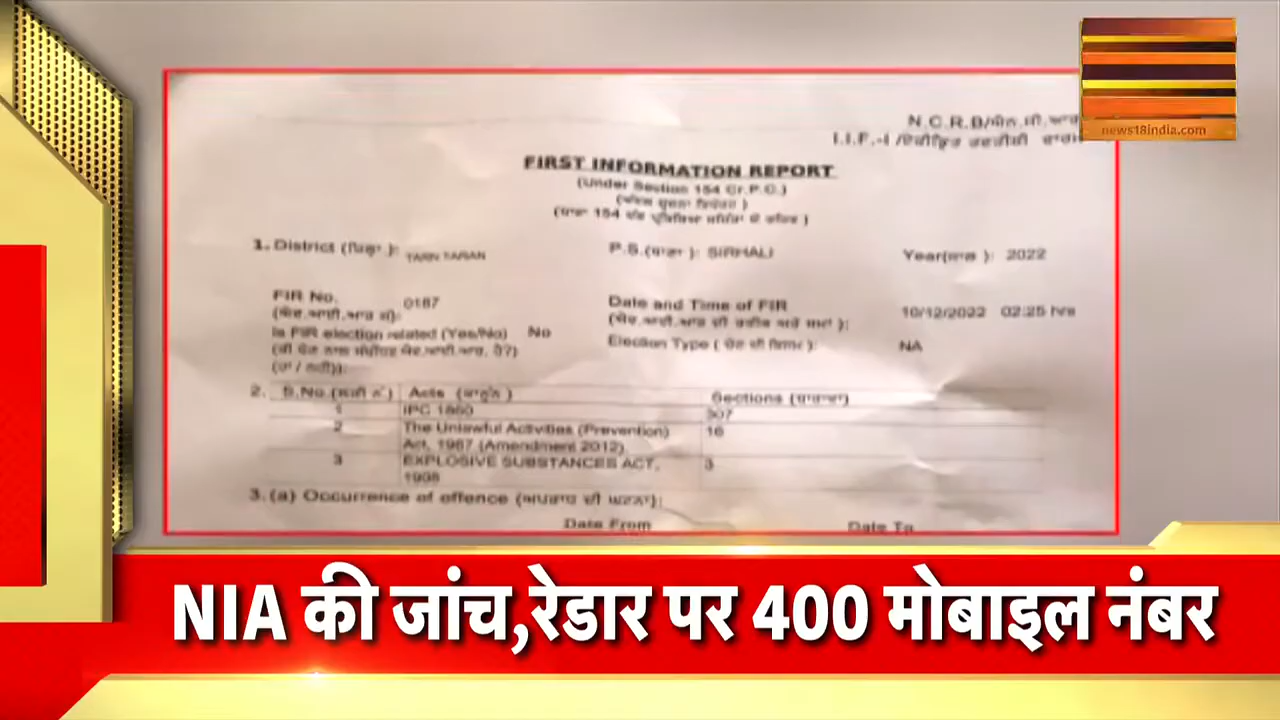 news18india.com
N.C.R.B/
I.I.F.-I
FIRST INFORMATION REPORT
(Under Section 154 Cr.P.C.)
1. District (ਜ਼ਿਲ੍ਹਾ): TARN TARAN P.S.(ਥਾਣਾ): SIRHALI Year(ਸਾਲ): 2022
FIR No. 0187 Date and Time of FIR 10/12/2022 02:25 hrs
Is FIR election related (Yes/No) No Election Type ( NA
2. S.No. Acts (ਕਾਨੂੰਨ) Sections (ਧਾਰਾਵਾਂ)
1 IPC 1860 307
2 The Unlawful Activities (Prevention) 16
Act, 1967 (Amendment 2012)
3 EXPLOSIVE SUBSTANCES ACT, 3
1908
3.(a) Occurrence of offence (ਅਪਰਾਧ ਦੀ ਘਟਨਾ):
Date From Date To
NIA की जांच,रेडार पर 400 मोबाइल नंबर